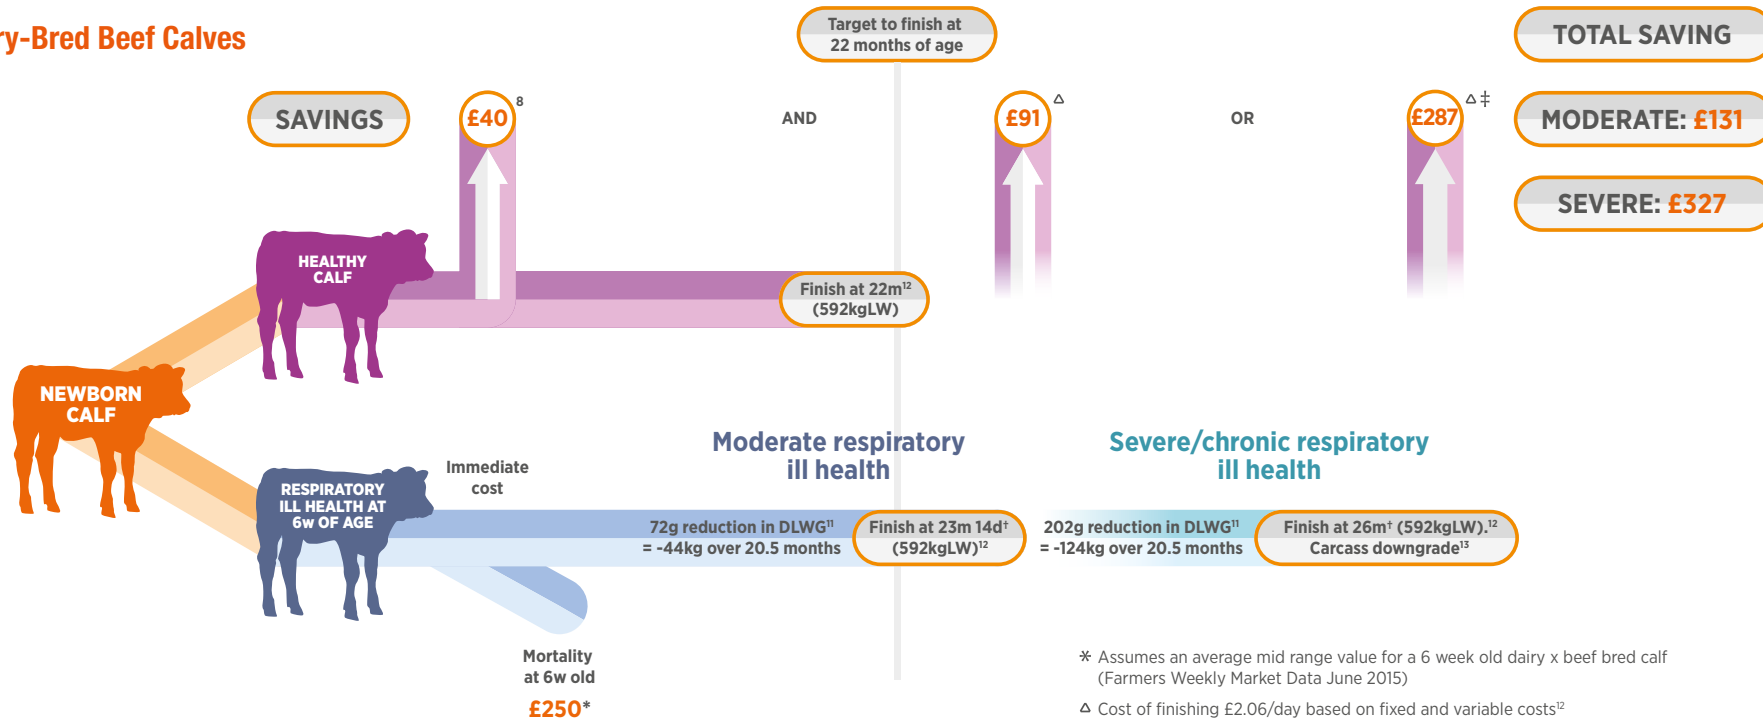 ry-Bred Beef Calves
Target to finish at
22 months of age
TOTAL SAVING
SAVINGS
£40⁸
AND
£91 △
OR
£287 △ ‡
MODERATE: £131
SEVERE: £327
HEALTHY
CALF
Finish at 22m¹²
(592kgLW)
NEWBORN
CALF
Moderate respiratory
ill health
Severe/chronic respiratory
ill health
RESPIRATORY
ILL HEALTH AT
6w OF AGE
Immediate
cost
72g reduction in DLWG¹¹
= -44kg over 20.5 months
Finish at 23m 14d†
(592kgLW)¹²
202g reduction in DLWG¹¹
= -124kg over 20.5 months
Finish at 26m† (592kgLW).¹²
Carcass downgrade¹³
Mortality
at 6w old
£250*
* Assumes an average mid range value for a 6 week old dairy x beef bred calf
(Farmers Weekly Market Data June 2015)
△ Cost of finishing £2.06/day based on fixed and variable costs¹²